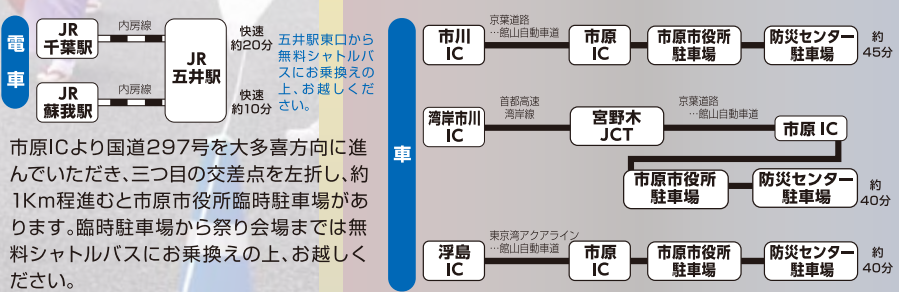 電車
JR
千葉駅
内房線
JR
五井駅
快速
約20分
JR
蘇我駅
内房線
快速
約10分
五井駅東口から
無料シャトルバ
スにお乗換えの
上、お越しくだ
さい。
市原ICより国道297号を大多喜方向に進
んでいただき、三つ目の交差点を左折し、約
1Km程進むと市原市役所臨時駐車場があ
ります。臨時駐車場から祭り会場までは無
料シャトルバスにお乗換えの上、お越しく
ださい。
車
市川
IC
京葉道路
…館山自動車道
市原
IC
市原市役所
駐車場
防災センター
駐車場
約
45分
湾岸市川
IC
首都高速
湾岸線
宮野木
JCT
京葉道路
…館山自動車道
市原 IC
市原市役所
駐車場
防災センター
駐車場
約
40分
浮島
IC
東京湾アクアライン
…館山自動車道
市原
IC
市原市役所
駐車場
防災センター
駐車場
約
40分